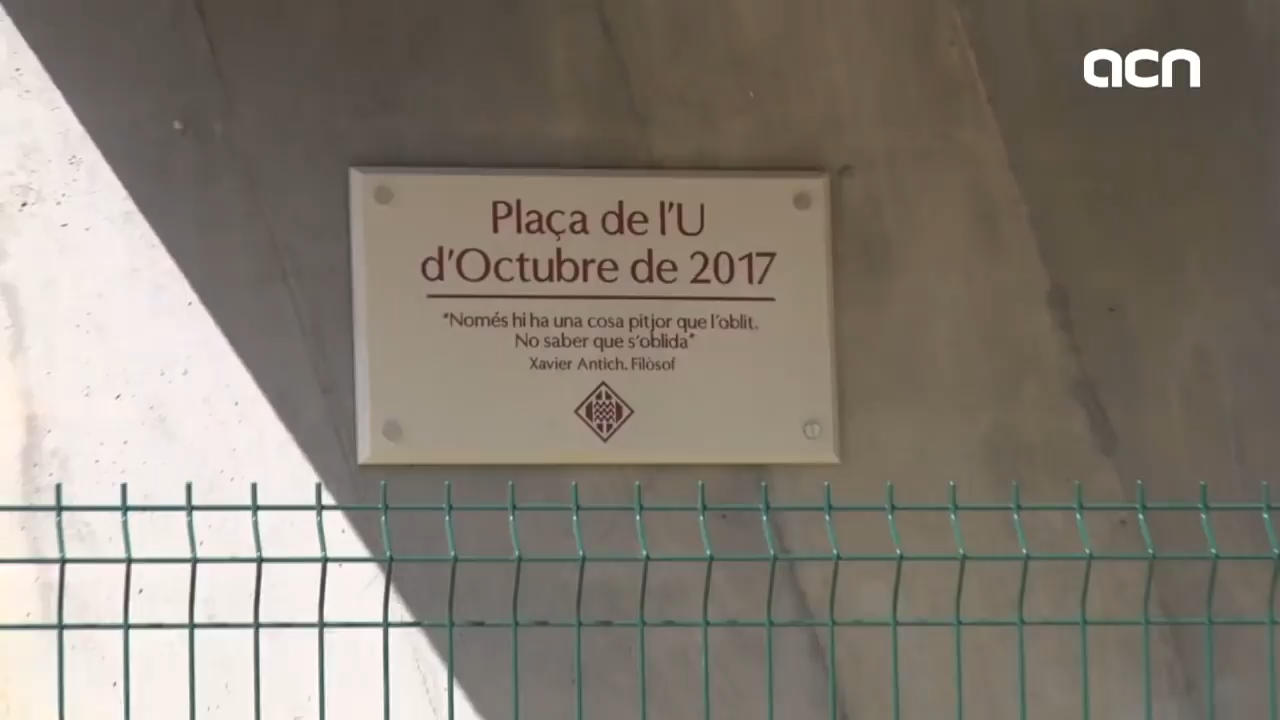 acn
Plaça de l'U
d'Octubre de 2017
"Només hi ha una cosa pitjor que l'oblit.
No saber que s'oblida"
Xavier Antich. Filòsof